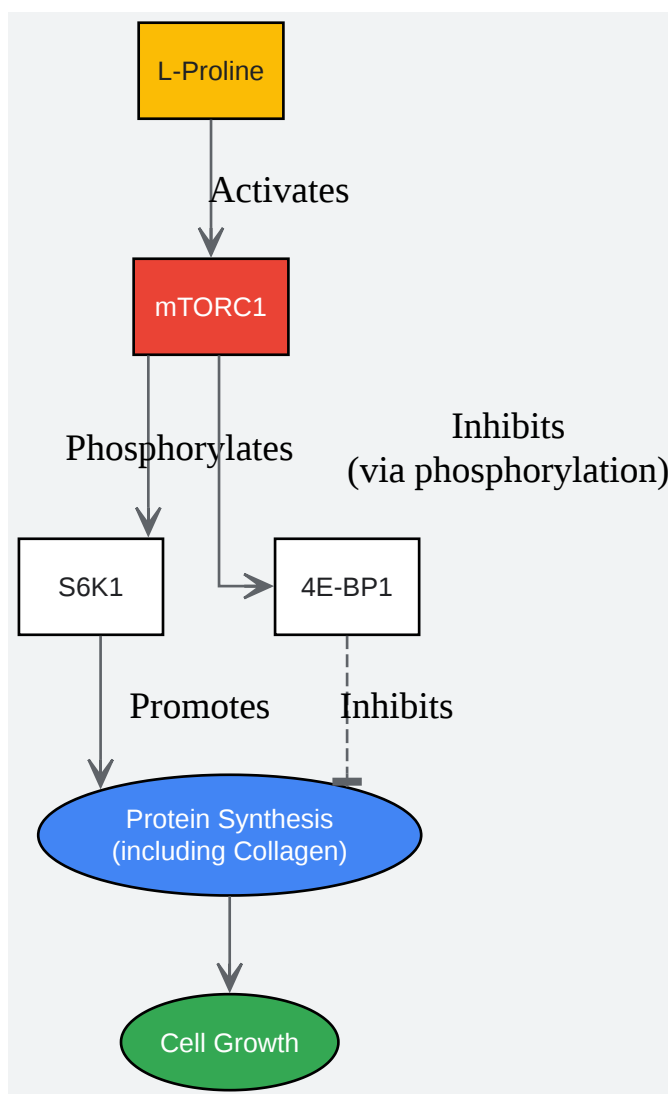 L-Proline
Activates
mTORC1
Phosphorylates
Inhibits
(via phosphorylation)
S6K1
4E-BP1
Promotes
Inhibits
Protein Synthesis
(including Collagen)
Cell Growth